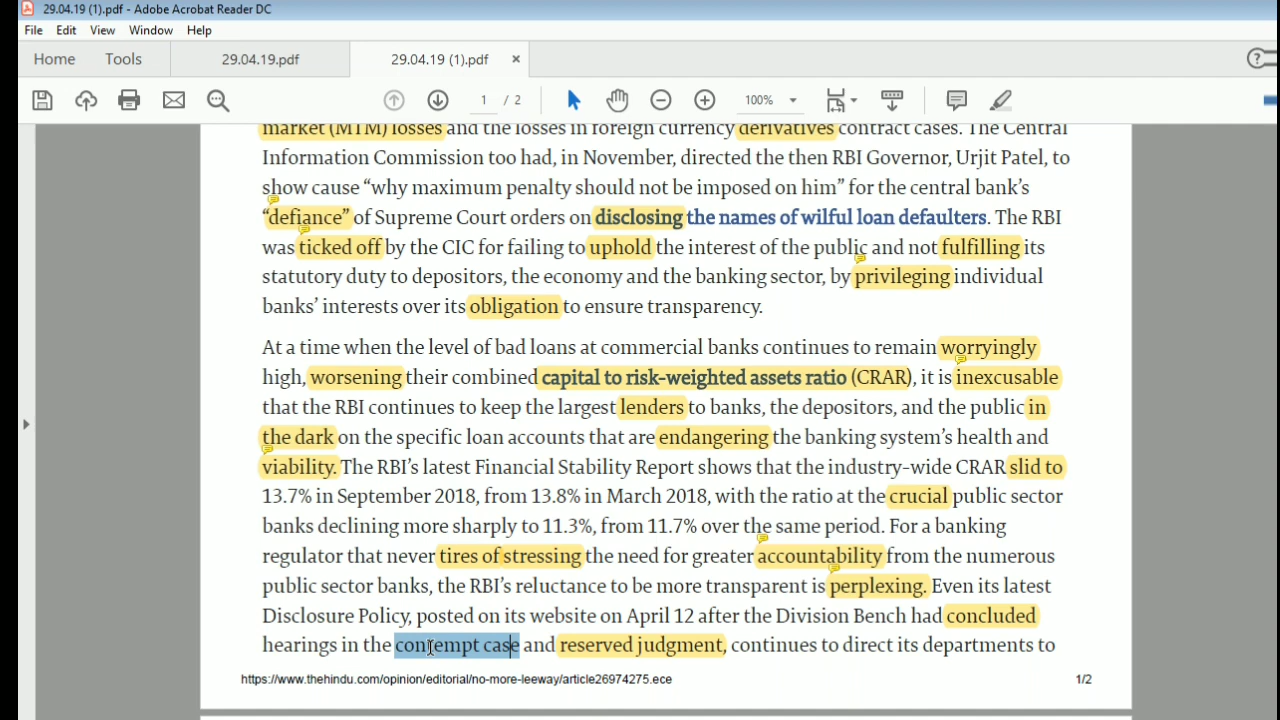 29.04.19 (1).pdf - Adobe Acrobat Reader DC
File Edit View Window Help
Home Tools 29.04.19.pdf 29.04.19 (1).pdf ×
1 / 2 100%
market (MTM) losses and the losses in foreign currency derivatives contract cases. The Central
Information Commission too had, in November, directed the then RBI Governor, Urjit Patel, to
show cause “why maximum penalty should not be imposed on him” for the central bank’s
“defiance” of Supreme Court orders on disclosing the names of wilful loan defaulters. The RBI
was ticked off by the CIC for failing to uphold the interest of the public and not fulfilling its
statutory duty to depositors, the economy and the banking sector, by privileging individual
banks’ interests over its obligation to ensure transparency.
At a time when the level of bad loans at commercial banks continues to remain worryingly
high, worsening their combined capital to risk-weighted assets ratio (CRAR), it is inexcusable
that the RBI continues to keep the largest lenders to banks, the depositors, and the public in
the dark on the specific loan accounts that are endangering the banking system’s health and
viability. The RBI’s latest Financial Stability Report shows that the industry-wide CRAR slid to
13.7% in September 2018, from 13.8% in March 2018, with the ratio at the crucial public sector
banks declining more sharply to 11.3%, from 11.7% over the same period. For a banking
regulator that never tires of stressing the need for greater accountability from the numerous
public sector banks, the RBI’s reluctance to be more transparent is perplexing. Even its latest
Disclosure Policy, posted on its website on April 12 after the Division Bench had concluded
hearings in the contempt case and reserved judgment, continues to direct its departments to
https://www.thehindu.com/opinion/editorial/no-more-leeway/article26974275.ece 1/2